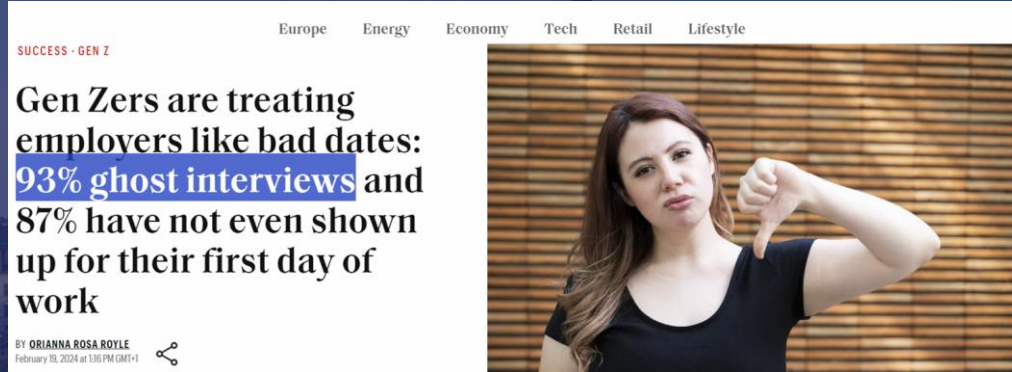 Europe Energy Economy Tech Retail Lifestyle
SUCCESS · GEN Z
Gen Zers are treating
employers like bad dates:
93% ghost interviews and
87% have not even shown
up for their first day of
work
BY ORIANNA ROSA ROYLE
February 19, 2024 at 1:16 PM GMT+1